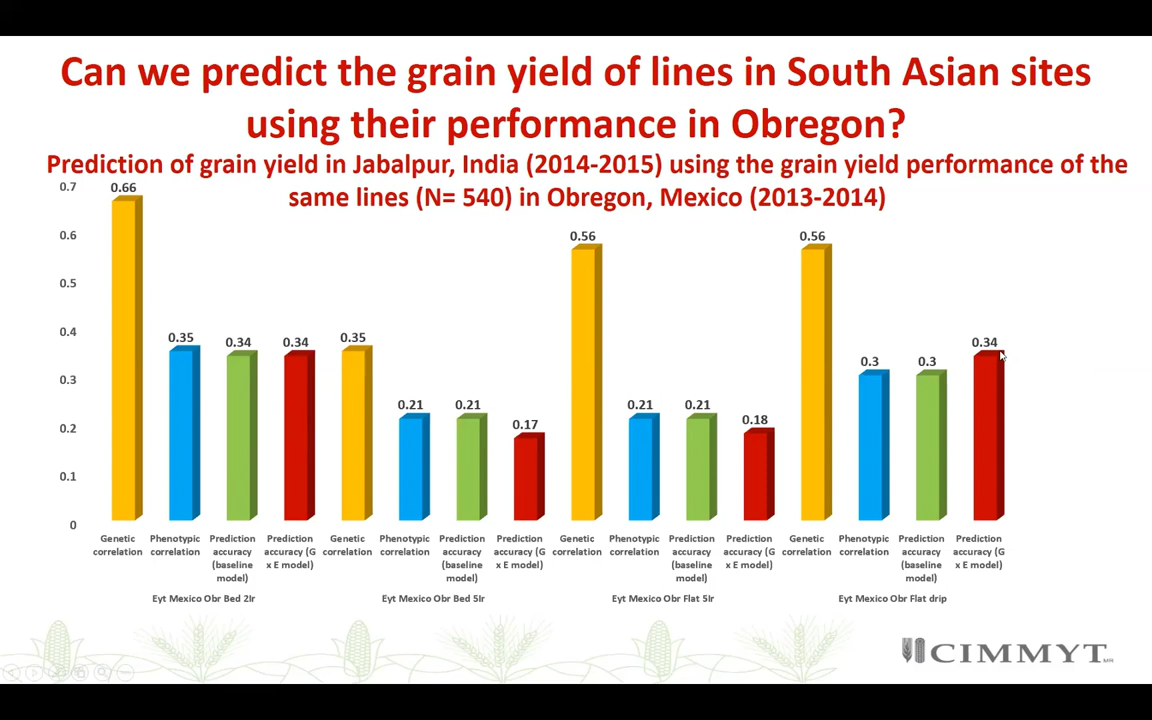 Can we predict the grain yield of lines in South Asian sites
using their performance in Obregon?
Prediction of grain yield in Jabalpur, India (2014-2015) using the grain yield performance of the
same lines (N= 540) in Obregon, Mexico (2013-2014)
0.7
0.6
0.5
0.4
0.3
0.2
0.1
0
0.66
0.35
0.34
0.34
0.35
0.21
0.21
0.17
0.56
0.21
0.21
0.18
0.56
0.3
0.3
0.34
Genetic
correlation
Phenotypic
correlation
Prediction
accuracy
(baseline
model)
Prediction
accuracy (G
x E model)
Genetic
correlation
Phenotypic
correlation
Prediction
accuracy
(baseline
model)
Prediction
accuracy (G
x E model)
Genetic
correlation
Phenotypic
correlation
Prediction
accuracy
(baseline
model)
Prediction
accuracy (G
x E model)
Genetic
correlation
Phenotypic
correlation
Prediction
accuracy
(baseline
model)
Prediction
accuracy (G
x E model)
Eyt Mexico Obr Bed 2Ir
Eyt Mexico Obr Bed 5Ir
Eyt Mexico Obr Flat 5Ir
Eyt Mexico Obr Flat drip
CIMMYT
MR